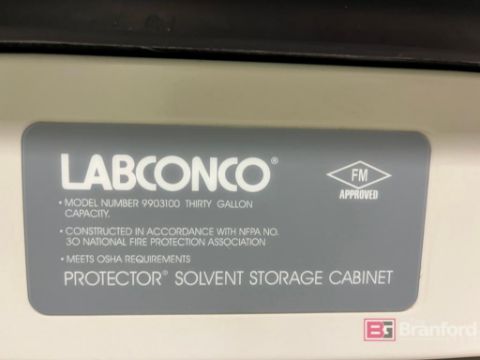 LABCONCO®
FM
APPROVED
• MODEL NUMBER 9903100 THIRTY GALLON
CAPACITY.
• CONSTRUCTED IN ACCORDANCE WITH NFPA NO.
30 NATIONAL FIRE PROTECTION ASSOCIATION
• MEETS OSHA REQUIREMENTS
PROTECTOR® SOLVENT STORAGE CABINET
BG Branford